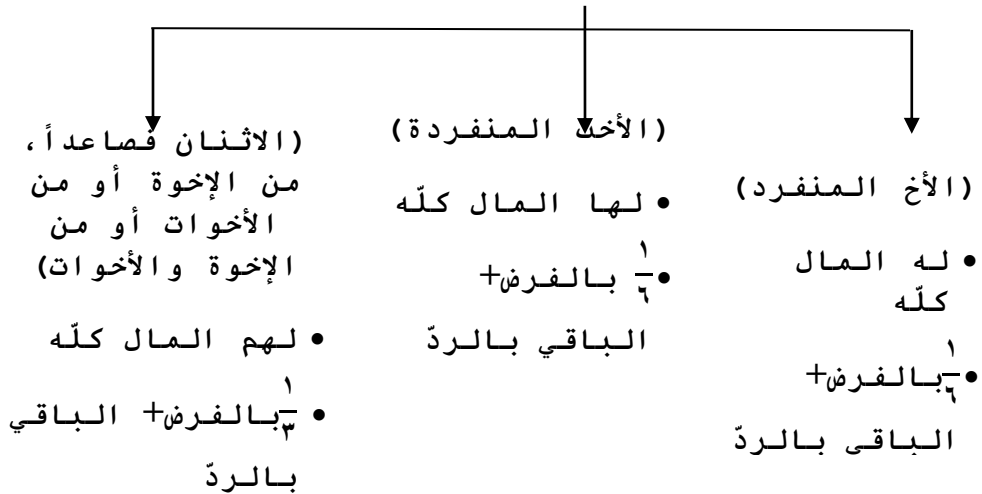 (الأخ المنفرد)
• له المال
كلّه
• ١/٦ بالفرض+
الباقي بالردّ
(الأخت المنفردة)
• لها المال كلّه
• ١/٦ بالفرض+
الباقي بالردّ
(الاثنان فصاعداً،
من الإخوة أو من
الأخوات أو من
الإخوة والأخوات)
• لهم المال كلّه
• ١/٣ بالفرض+ الباقي
بالردّ